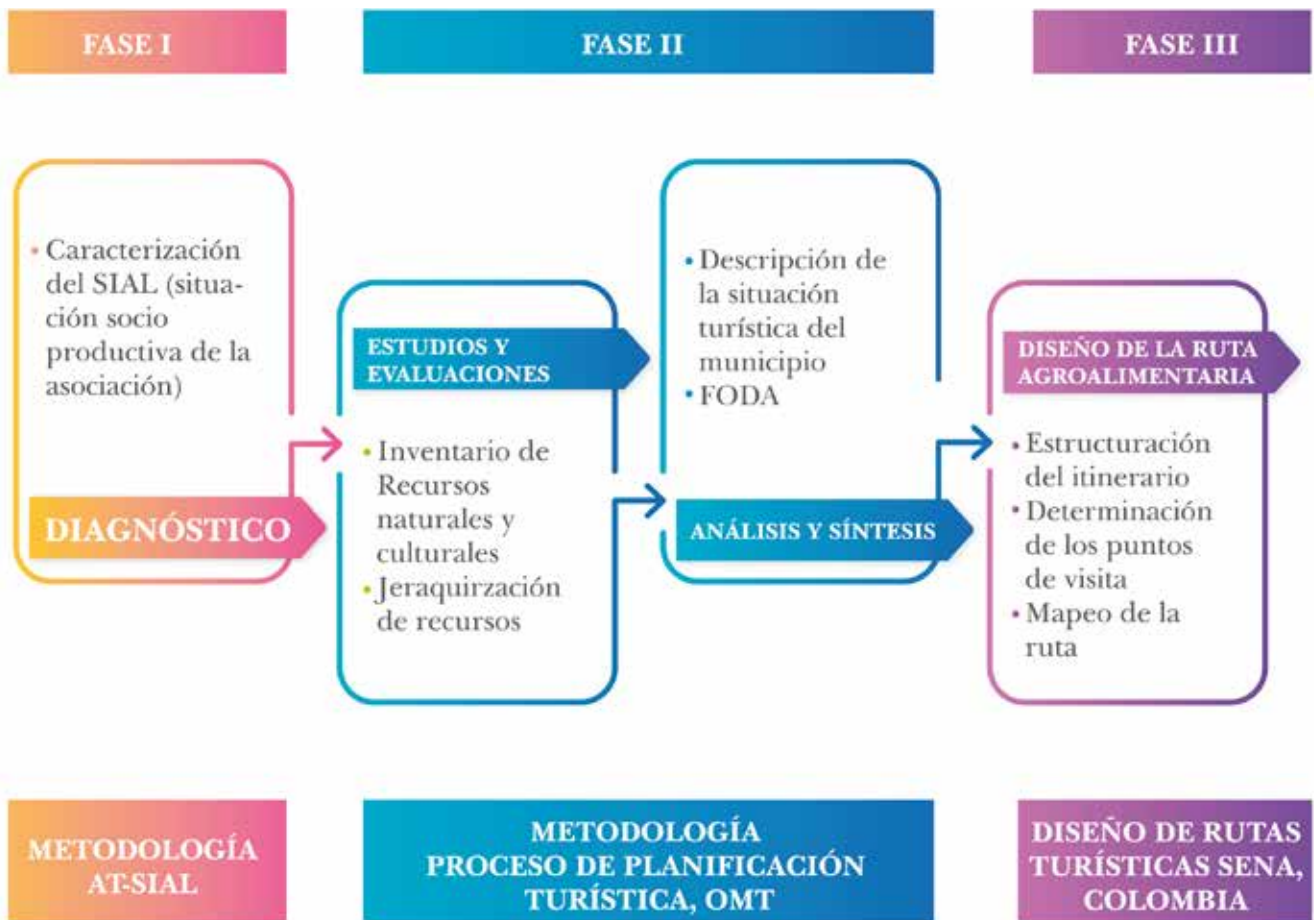 FASE I
FASE II
FASE III
• Caracterización
del SIAL (situa-
ción socio
productiva de la
asociación)
DIAGNÓSTICO
ESTUDIOS Y
EVALUACIONES
• Inventario de
Recursos
naturales y
culturales
• Jeraquirzación
de recursos
• Descripción de
la situación
turística del
municipio
• FODA
ANÁLISIS Y SÍNTESIS
DISEÑO DE LA RUTA
AGROALIMENTARIA
• Estructuración
del itinerario
• Determinación
de los puntos
de visita
• Mapeo de la
ruta
METODOLOGÍA
AT-SIAL
METODOLOGÍA
PROCESO DE PLANIFICACIÓN
TURÍSTICA, OMT
DISEÑO DE RUTAS
TURÍSTICAS SENA,
COLOMBIA